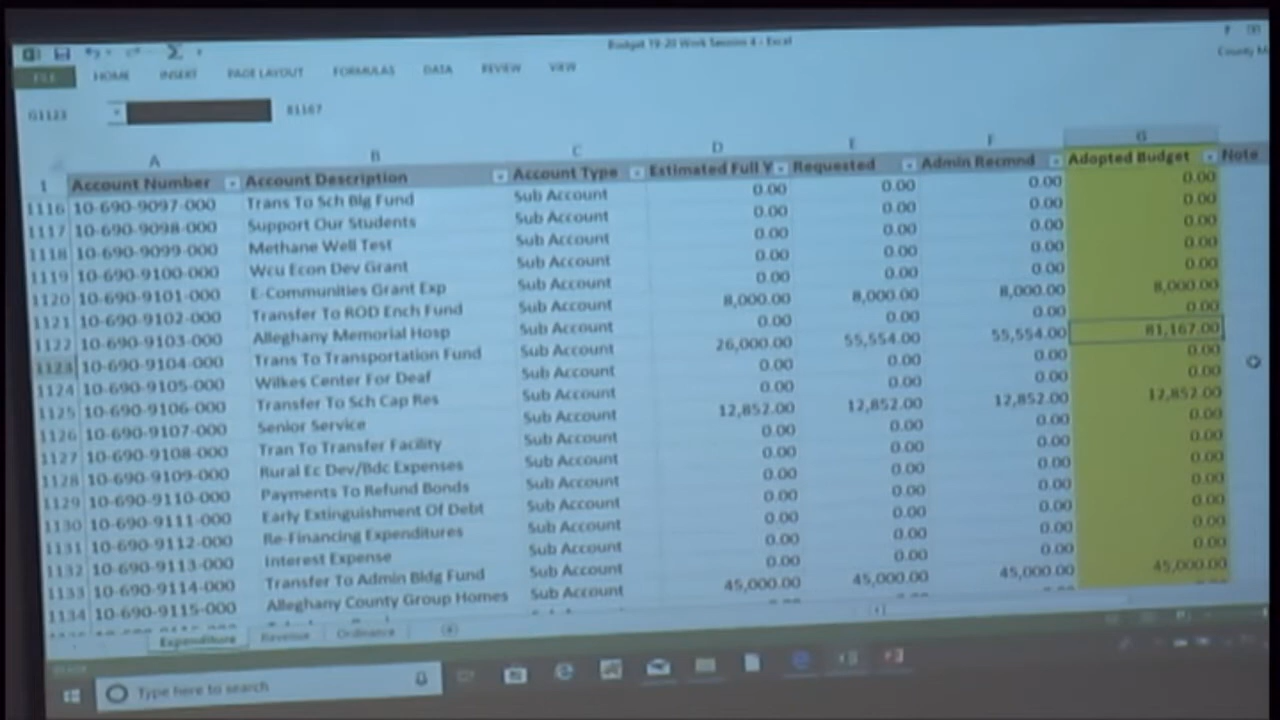 Budget 19-20 Work Session 4 - Excel
FILE HOME INSERT PAGE LAYOUT FORMULAS DATA REVIEW VIEW County M
G1123 81167
A B C D E F G
1 Account Number Account Description Account Type Estimated Full Y Requested Admin Recmnd Adopted Budget Note
1116 10-690-9097-000 Trans To Sch Blg Fund Sub Account 0.00 0.00 0.00 0.00
1117 10-690-9098-000 Support Our Students Sub Account 0.00 0.00 0.00 0.00
1118 10-690-9099-000 Methane Well Test Sub Account 0.00 0.00 0.00 0.00
1119 10-690-9100-000 Wcu Econ Dev Grant Sub Account 0.00 0.00 0.00 0.00
1120 10-690-9101-000 E-Communities Grant Exp Sub Account 0.00 0.00 0.00 0.00
1121 10-690-9102-000 Transfer To ROD Ench Fund Sub Account 8,000.00 8,000.00 8,000.00 8,000.00
1122 10-690-9103-000 Alleghany Memorial Hosp Sub Account 0.00 0.00 0.00 0.00
1123 10-690-9104-000 Trans To Transportation Fund Sub Account 26,000.00 55,554.00 55,554.00 81,167.00
1124 10-690-9105-000 Wilkes Center For Deaf Sub Account 0.00 0.00 0.00 0.00
1125 10-690-9106-000 Transfer To Sch Cap Res Sub Account 0.00 0.00 0.00 0.00
1126 10-690-9107-000 Senior Service Sub Account 12,852.00 12,852.00 12,852.00 12,852.00
1127 10-690-9108-000 Tran To Transfer Facility Sub Account 0.00 0.00 0.00 0.00
1128 10-690-9109-000 Rural Ec Dev/Bdc Expenses Sub Account 0.00 0.00 0.00 0.00
1129 10-690-9110-000 Payments To Refund Bonds Sub Account 0.00 0.00 0.00 0.00
1130 10-690-9111-000 Early Extinguishment Of Debt Sub Account 0.00 0.00 0.00 0.00
1131 10-690-9112-000 Re-Financing Expenditures Sub Account 0.00 0.00 0.00 0.00
1132 10-690-9113-000 Interest Expense Sub Account 0.00 0.00 0.00 0.00
1133 10-690-9114-000 Transfer To Admin Bldg Fund Sub Account 0.00 0.00 0.00 0.00
1134 10-690-9115-000 Alleghany County Group Homes Sub Account 45,000.00 45,000.00 45,000.00 45,000.00
Expenditure Revenue Ordinance
Type here to search